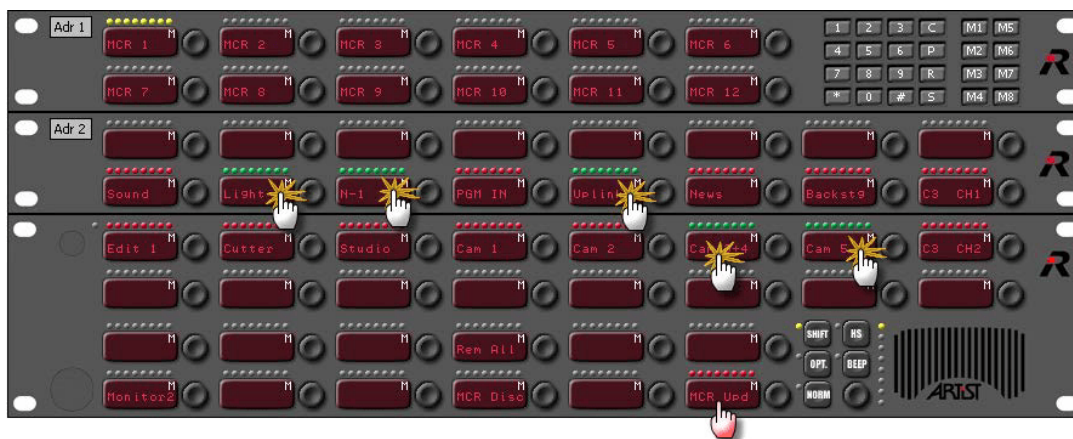 Adr 1
MCR 1 M MCR 2 M MCR 3 M MCR 4 M MCR 5 M MCR 6 M
1 2 3 C M1 M5
4 5 6 P M2 M6
MCR 7 M MCR 8 M MCR 9 M MCR 10 M MCR 11 M MCR 12 M
7 8 9 R M3 M7
* 0 # S M4 M8
R
Adr 2
M M M M M M M M
Sound M Light M N-1 M PGM IN M Uplin M News M Backst9 M C3 CH1 M
R
Edit 1 M Cutter M Studio M Cam 1 M Cam 2 M Cam +4 M Cam M C3 CH2 M
R
M M M M M M M M
M M M Rem All M M M
SHIFT HS
OPT. BEEP
Monitor2 M M M MCR Disc M M MCR Upd M
NORM
ARTIST